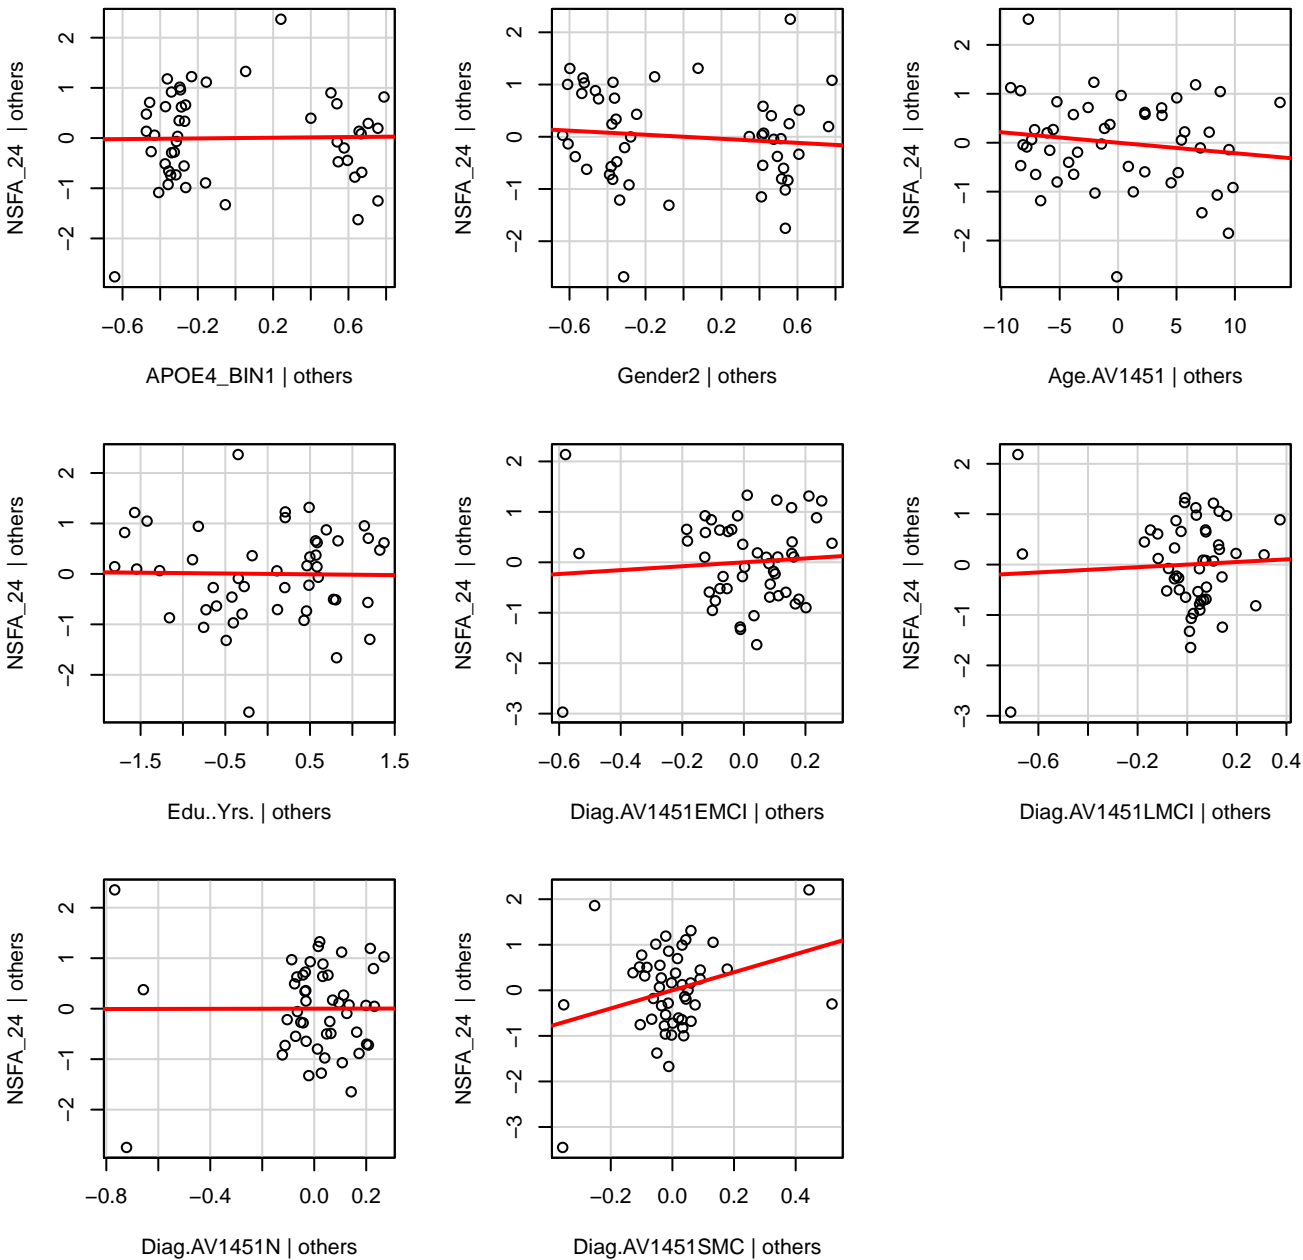 NSFA_24 | others
2
1
0
−1
−2
−0.6 −0.2 0.2 0.6
APOE4_BIN1 | others
NSFA_24 | others
2
1
0
−1
−2
−0.6 −0.2 0.2 0.6
Gender2 | others
NSFA_24 | others
2
1
0
−1
−2
−10 −5 0 5 10
Age.AV1451 | others
NSFA_24 | others
2
1
0
−1
−2
−1.5 −0.5 0.5 1.5
Edu..Yrs. | others
NSFA_24 | others
2
1
0
−1
−2
−3
−0.6 −0.4 −0.2 0.0 0.2
Diag.AV1451EMCI | others
NSFA_24 | others
2
1
0
−1
−2
−3
−0.6 −0.2 0.2 0.4
Diag.AV1451LMCI | others
NSFA_24 | others
2
1
0
−1
−2
−0.8 −0.4 0.0 0.2
Diag.AV1451N | others
NSFA_24 | others
2
1
0
−1
−2
−3
−0.2 0.0 0.2 0.4
Diag.AV1451SMC | others